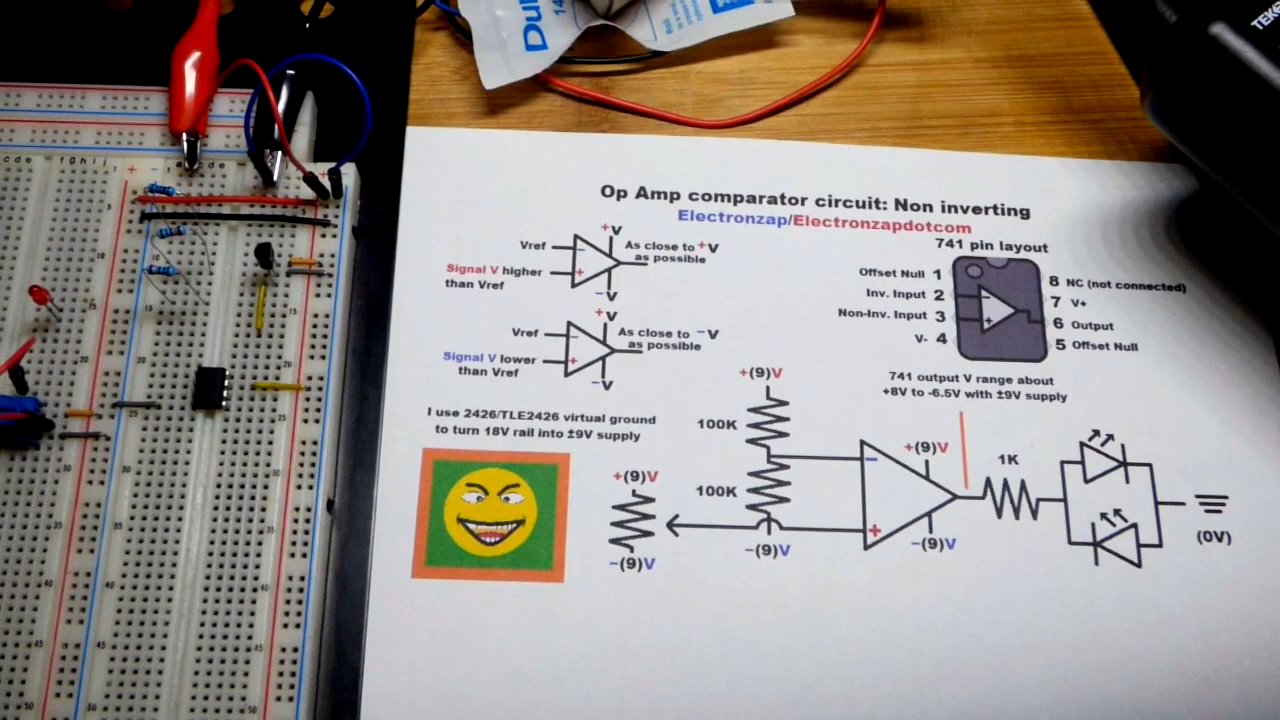 Du
14
TEK
c d e f g h i j
Op Amp comparator circuit: Non inverting
Electronzap/Electronzapdotcom
+V
Vref
As close to +V
as possible
Signal V higher
than Vref
−V
+V
Vref
As close to −V
as possible
Signal V lower
than Vref
−V
741 pin layout
Offset Null 1
Inv. Input 2
Non-Inv. Input 3
V- 4
8 NC (not connected)
7 V+
6 Output
5 Offset Null
741 output V range about
+8V to -6.5V with ±9V supply
I use 2426/TLE2426 virtual ground
to turn 18V rail into ±9V supply
+(9)V
−(9)V
+(9)V
100K
100K
−(9)V
+(9)V
−
+
−(9)V
1K
(0V)